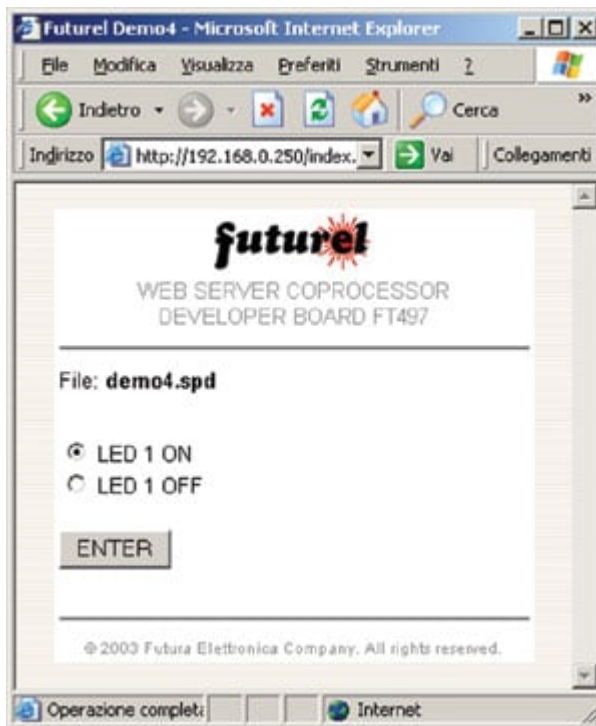 Futurel Demo4 - Microsoft Internet Explorer
File Modifica Visualizza Preferiti Strumenti ?
Indietro Cerca »
Indirizzo http://192.168.0.250/index. Vai Collegamenti
futurel
WEB SERVER COPROCESSOR
DEVELOPER BOARD FT497
File: demo4.spd
LED 1 ON
LED 1 OFF
ENTER
© 2003 Futura Elettronica Company. All rights reserved.
Operazione completa Internet